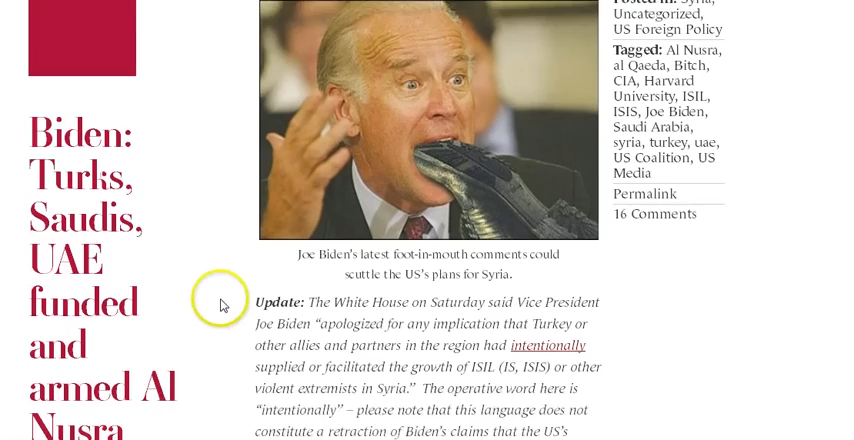 Biden:
Turks,
Saudis,
UAE
funded
and
armed Al
Nusra
Joe Biden's latest foot-in-mouth comments could
scuttle the US's plans for Syria.
Update: The White House on Saturday said Vice President
Joe Biden “apologized for any implication that Turkey or
other allies and partners in the region had intentionally
supplied or facilitated the growth of ISIL (IS, ISIS) or other
violent extremists in Syria.” The operative word here is
“intentionally” – please note that this language does not
constitute a retraction of Biden's claims that the US's
Posted in: Syria,
Uncategorized,
US Foreign Policy
Tagged: Al Nusra,
al Qaeda, Bitch,
CIA, Harvard
University, ISIL,
ISIS, Joe Biden,
Saudi Arabia,
syria, turkey, uae,
US Coalition, US
Media
Permalink
16 Comments